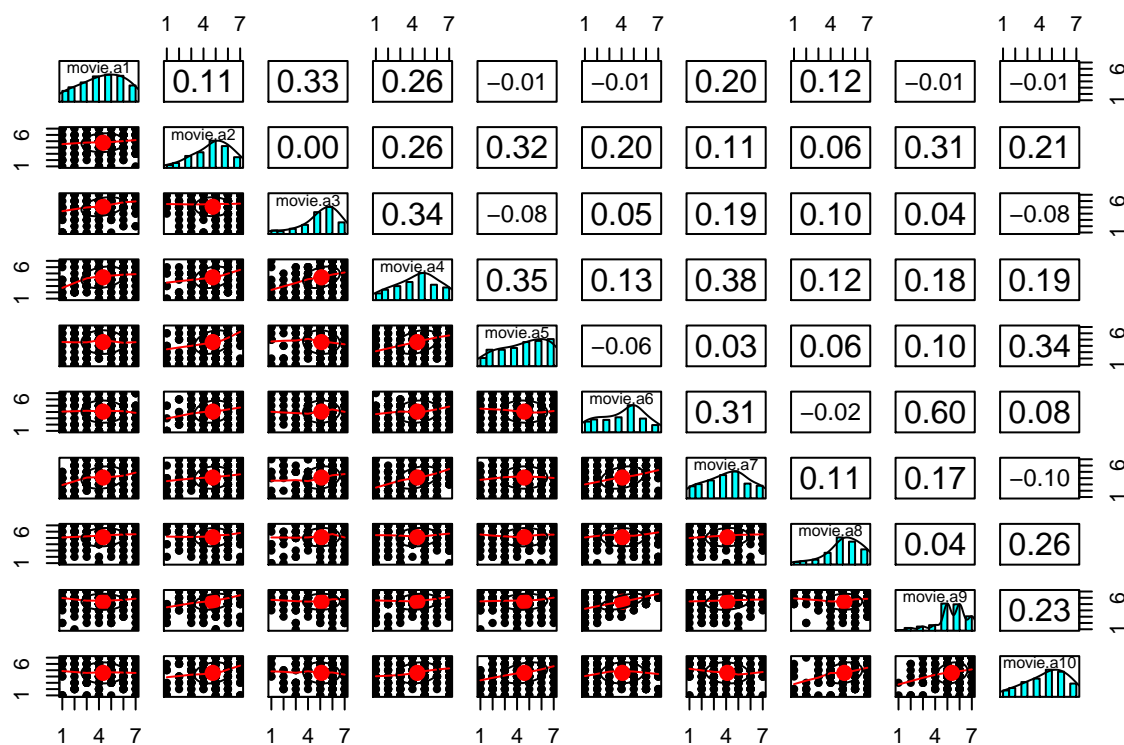 1 4 7 1 4 7 1 4 7 1 4 7
movie.a1 0.11 0.33 0.26 −0.01 −0.01 0.20 0.12 −0.01 −0.01 1 6
1 6 movie.a2 0.00 0.26 0.32 0.20 0.11 0.06 0.31 0.21
movie.a3 0.34 −0.08 0.05 0.19 0.10 0.04 −0.08 1 6
1 6 movie.a4 0.35 0.13 0.38 0.12 0.18 0.19
movie.a5 −0.06 0.03 0.06 0.10 0.34 1 6
1 6 movie.a6 0.31 −0.02 0.60 0.08
movie.a7 0.11 0.17 −0.10 1 6
1 6 movie.a8 0.04 0.26
movie.a9 0.23 1 6
1 6 movie.a10
1 4 7 1 4 7 1 4 7 1 4 7 1 4 7